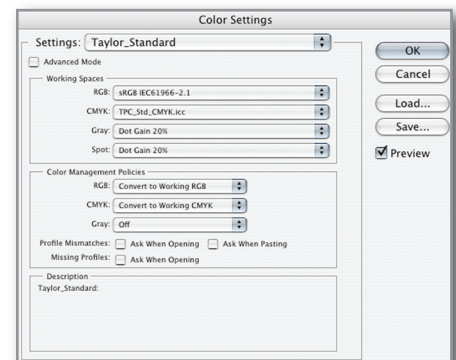 Color Settings
Settings: Taylor_Standard
OK
Advanced Mode
Cancel
Working Spaces
RGB: sRGB IEC61966-2.1
Load...
CMYK: TPC_Std_CMYK.icc
Save...
Gray: Dot Gain 20%
Spot: Dot Gain 20%
Preview
Color Management Policies
RGB: Convert to Working RGB
CMYK: Convert to Working CMYK
Gray: Off
Profile Mismatches: Ask When Opening Ask When Pasting
Missing Profiles: Ask When Opening
Description
Taylor_Standard: